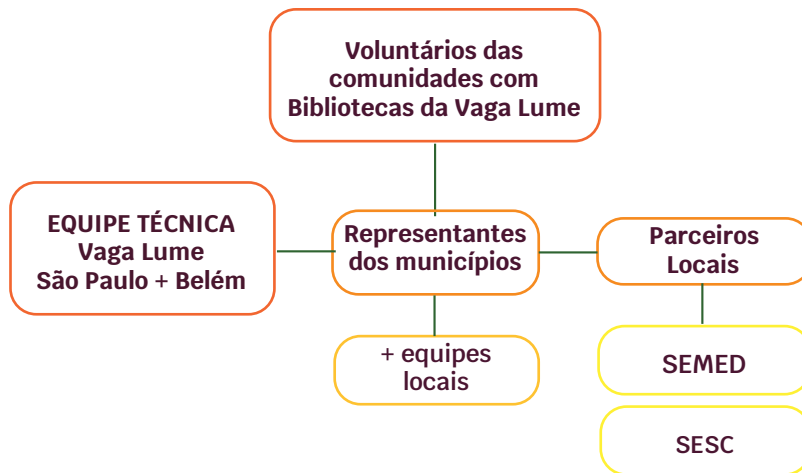 Voluntários das
comunidades com
Bibliotecas da Vaga Lume
EQUIPE TÉCNICA
Vaga Lume
São Paulo + Belém
Representantes
dos municípios
Parceiros
Locais
+ equipes
locais
SEMED
SESC